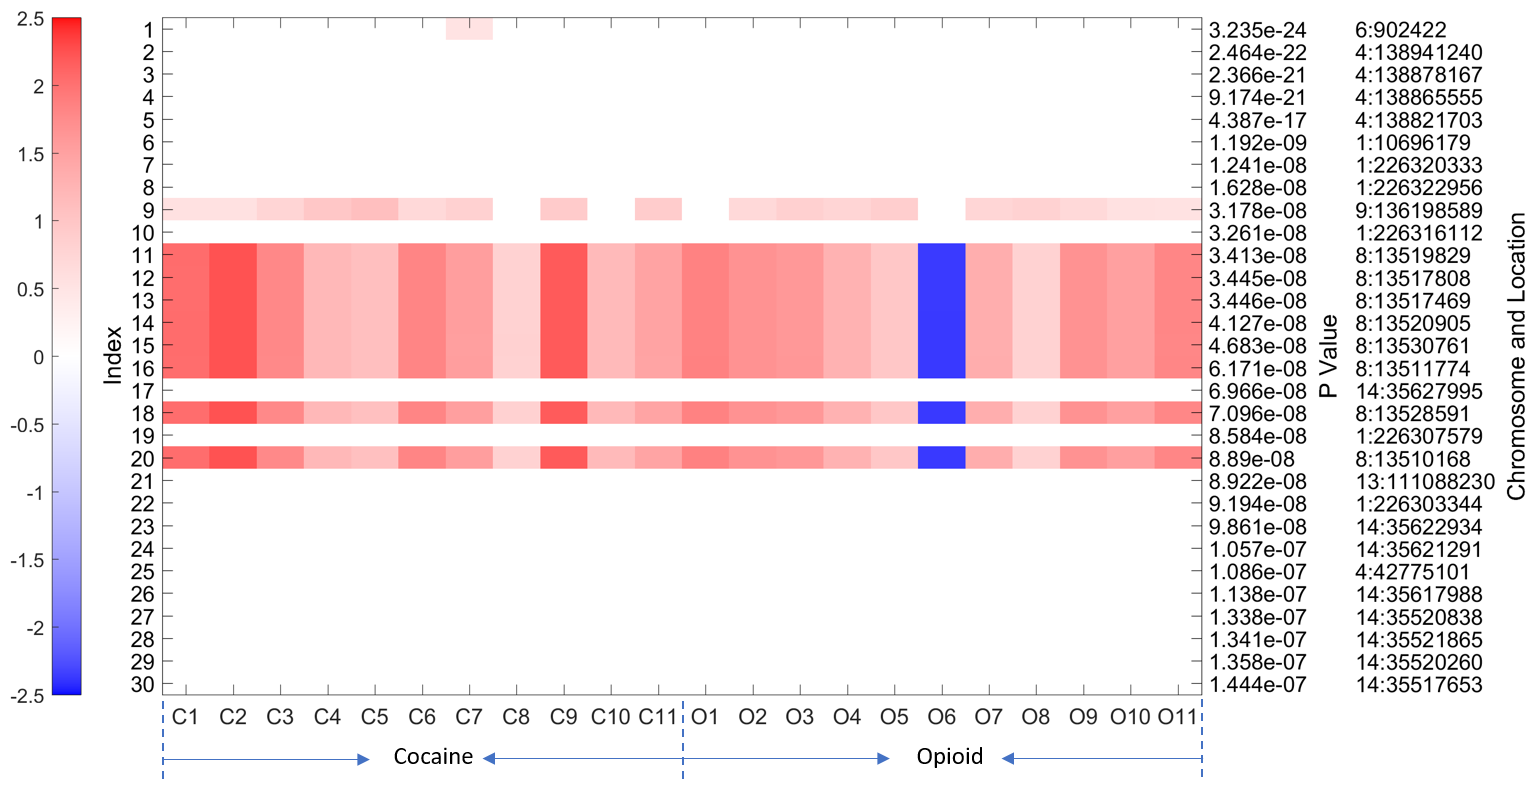 2.5
2
1.5
1
0.5
0
-0.5
-1
-1.5
-2
-2.5
Index
1 3.235e-24 6:902422
2 2.464e-22 4:138941240
3 2.366e-21 4:138878167
4 9.174e-21 4:138865555
5 4.387e-17 4:138821703
6 1.192e-09 1:10696179
7 1.241e-08 1:226320333
8 1.628e-08 1:226322956
9 3.178e-08 9:136198589
10 3.261e-08 1:226316112
11 3.413e-08 8:13519829
12 3.445e-08 8:13517808
13 3.446e-08 8:13517469
14 4.127e-08 8:13520905
15 4.683e-08 8:13530761
16 6.171e-08 8:13511774
17 6.966e-08 14:35627995
18 7.096e-08 8:13528591
19 8.584e-08 1:226307579
20 8.89e-08 8:13510168
21 8.922e-08 13:111088230
22 9.194e-08 1:226303344
23 9.861e-08 14:35622934
24 1.057e-07 14:35621291
25 1.086e-07 4:42775101
26 1.138e-07 14:35617988
27 1.338e-07 14:35520838
28 1.341e-07 14:35521865
29 1.358e-07 14:35520260
30 1.444e-07 14:35517653
P Value
Chromosome and Location
C1 C2 C3 C4 C5 C6 C7 C8 C9 C10 C11 O1 O2 O3 O4 O5 O6 O7 O8 O9 O10 O11
Cocaine Opioid